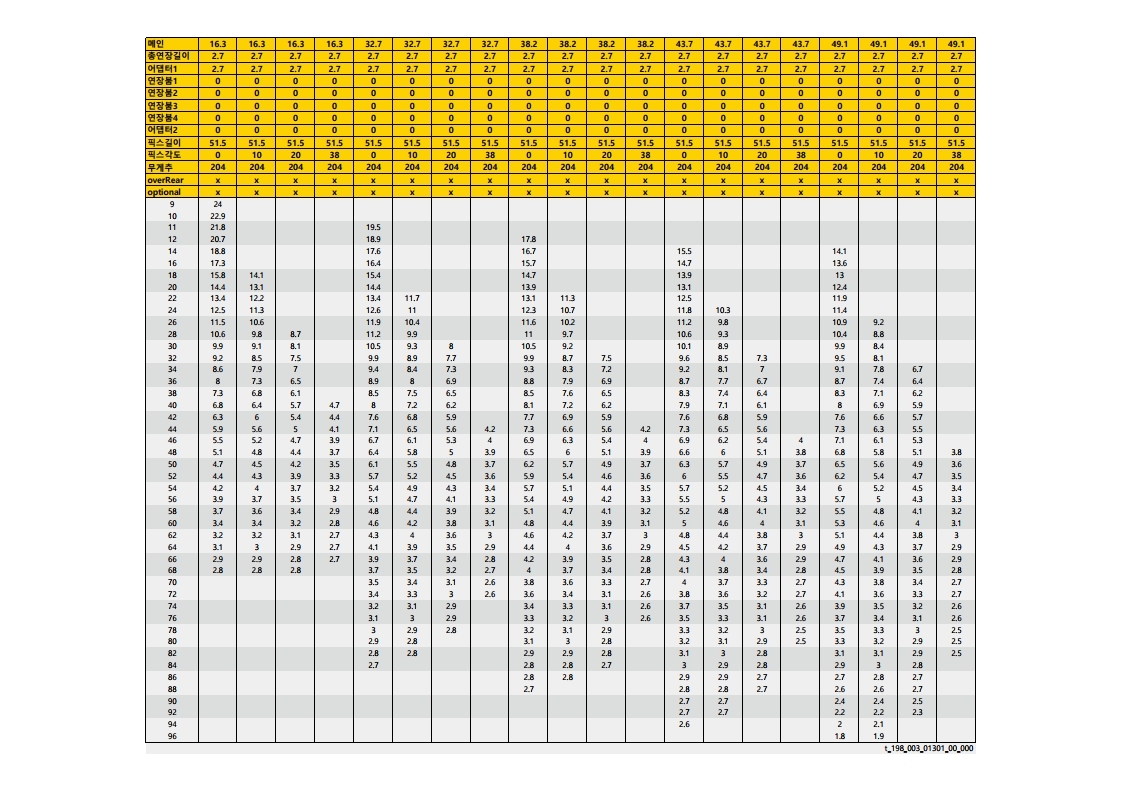 메인 16.3 16.3 16.3 16.3 32.7 32.7 32.7 32.7 38.2 38.2 38.2 38.2 43.7 43.7 43.7 43.7 49.1 49.1 49.1 49.1
총연장길이 2.7 2.7 2.7 2.7 2.7 2.7 2.7 2.7 2.7 2.7 2.7 2.7 2.7 2.7 2.7 2.7 2.7 2.7 2.7 2.7
어댑터1 2.7 2.7 2.7 2.7 2.7 2.7 2.7 2.7 2.7 2.7 2.7 2.7 2.7 2.7 2.7 2.7 2.7 2.7 2.7 2.7
연장붐1 0 0 0 0 0 0 0 0 0 0 0 0 0 0 0 0 0 0 0 0
연장붐2 0 0 0 0 0 0 0 0 0 0 0 0 0 0 0 0 0 0 0 0
연장붐3 0 0 0 0 0 0 0 0 0 0 0 0 0 0 0 0 0 0 0 0
연장붐4 0 0 0 0 0 0 0 0 0 0 0 0 0 0 0 0 0 0 0 0
어댑터2 0 0 0 0 0 0 0 0 0 0 0 0 0 0 0 0 0 0 0 0
픽스길이 51.5 51.5 51.5 51.5 51.5 51.5 51.5 51.5 51.5 51.5 51.5 51.5 51.5 51.5 51.5 51.5 51.5 51.5 51.5 51.5
픽스각도 0 10 20 38 0 10 20 38 0 10 20 38 0 10 20 38 0 10 20 38
무게추 204 204 204 204 204 204 204 204 204 204 204 204 204 204 204 204 204 204 204 204
overRear x x x x x x x x x x x x x x x x x x x x
optional x x x x x x x x x x x x x x x x x x x x
9 24
10 22.9
11 21.8 19.5
12 20.7 18.9 17.8
14 18.8 17.6 16.7 15.5 14.1
16 17.3 16.4 15.7 14.7 13.6
18 15.8 14.1 15.4 14.7 13.9 13
20 14.4 13.1 14.4 13.9 13.1 12.4
22 13.4 12.2 13.4 11.7 13.1 11.3 12.5 11.9
24 12.5 11.3 12.6 11 12.3 10.7 11.8 10.3 11.4
26 11.5 10.6 11.9 10.4 11.6 10.2 11.2 9.8 10.9 9.2
28 10.6 9.8 8.7 11.2 9.9 11 9.7 10.6 9.3 10.4 8.8
30 9.9 9.1 8.1 10.5 9.3 8 10.5 9.2 10.1 8.9 9.9 8.4
32 9.2 8.5 7.5 9.9 8.9 7.7 9.9 8.7 7.5 9.6 8.5 7.3 9.5 8.1
34 8.6 7.9 7 9.4 8.4 7.3 9.3 8.3 7.2 9.2 8.1 7 9.1 7.8 6.7
36 8 7.3 6.5 8.9 8 6.9 8.8 7.9 6.9 8.7 7.7 6.7 8.7 7.4 6.4
38 7.3 6.8 6.1 8.5 7.5 6.5 8.5 7.6 6.5 8.3 7.4 6.4 8.3 7.1 6.2
40 6.8 6.4 5.7 4.7 8 7.2 6.2 8.1 7.2 6.2 7.9 7.1 6.1 8 6.9 5.9
42 6.3 6 5.4 4.4 7.6 6.8 5.9 7.7 6.9 5.9 7.6 6.8 5.9 7.6 6.6 5.7
44 5.9 5.6 5 4.1 7.1 6.5 5.6 4.2 7.3 6.6 5.6 4.2 7.3 6.5 5.6 7.3 6.3 5.5
46 5.5 5.2 4.7 3.9 6.7 6.1 5.3 4 6.9 6.3 5.4 4 6.9 6.2 5.4 4 7.1 6.1 5.3
48 5.1 4.8 4.4 3.7 6.4 5.8 5 3.9 6.5 6 5.1 3.9 6.6 6 5.1 3.8 6.8 5.8 5.1 3.8
50 4.7 4.5 4.2 3.5 6.1 5.5 4.8 3.7 6.2 5.7 4.9 3.7 6.3 5.7 4.9 3.7 6.5 5.6 4.9 3.6
52 4.4 4.3 3.9 3.3 5.7 5.2 4.5 3.6 5.9 5.4 4.6 3.6 6 5.5 4.7 3.6 6.2 5.4 4.7 3.5
54 4.2 4 3.7 3.2 5.4 4.9 4.3 3.4 5.7 5.1 4.4 3.5 5.7 5.2 4.5 3.4 6 5.2 4.5 3.4
56 3.9 3.7 3.5 3 5.1 4.7 4.1 3.3 5.4 4.9 4.2 3.3 5.5 5 4.3 3.3 5.7 5 4.3 3.3
58 3.7 3.6 3.4 2.9 4.8 4.4 3.9 3.2 5.1 4.7 4.1 3.2 5.2 4.8 4.1 3.2 5.5 4.8 4.1 3.2
60 3.4 3.4 3.2 2.8 4.6 4.2 3.8 3.1 4.8 4.4 3.9 3.1 5 4.6 4 3.1 5.3 4.6 4 3.1
62 3.2 3.2 3.1 2.7 4.3 4 3.6 3 4.6 4.2 3.7 3 4.8 4.4 3.8 3 5.1 4.4 3.8 3
64 3.1 3 2.9 2.7 4.1 3.9 3.5 2.9 4.4 4 3.6 2.9 4.5 4.2 3.7 2.9 4.9 4.3 3.7 2.9
66 2.9 2.9 2.8 2.7 3.9 3.7 3.4 2.8 4.2 3.9 3.5 2.8 4.3 4 3.6 2.9 4.7 4.1 3.6 2.9
68 2.8 2.8 2.8 3.7 3.5 3.2 2.7 4 3.7 3.4 2.8 4.1 3.8 3.4 2.8 4.5 3.9 3.5 2.8
70 3.5 3.4 3.1 2.6 3.8 3.6 3.3 2.7 4 3.7 3.3 2.7 4.3 3.8 3.4 2.7
72 3.4 3.3 3 2.6 3.6 3.4 3.1 2.6 3.8 3.6 3.2 2.7 4.1 3.6 3.3 2.7
74 3.2 3.1 2.9 3.4 3.3 3.1 2.6 3.7 3.5 3.1 2.6 3.9 3.5 3.2 2.6
76 3.1 3 2.9 3.3 3.2 3 2.6 3.5 3.3 3.1 2.6 3.7 3.4 3.1 2.6
78 3 2.9 2.8 3.2 3.1 2.9 3.3 3.2 3 2.5 3.5 3.3 3 2.5
80 2.9 2.8 3.1 3 2.8 3.2 3.1 2.9 2.5 3.3 3.2 2.9 2.5
82 2.8 2.8 2.9 2.9 2.8 3.1 3 2.8 3.1 3.1 2.9 2.5
84 2.7 2.8 2.8 2.7 3 2.9 2.8 2.9 3 2.8
86 2.8 2.8 2.9 2.9 2.7 2.7 2.8 2.7
88 2.7 2.8 2.8 2.7 2.6 2.6 2.7
90 2.7 2.7 2.4 2.4 2.5
92 2.7 2.7 2.2 2.2 2.3
94 2.6 2 2.1
96 1.8 1.9
t_198_003_01301_00_000